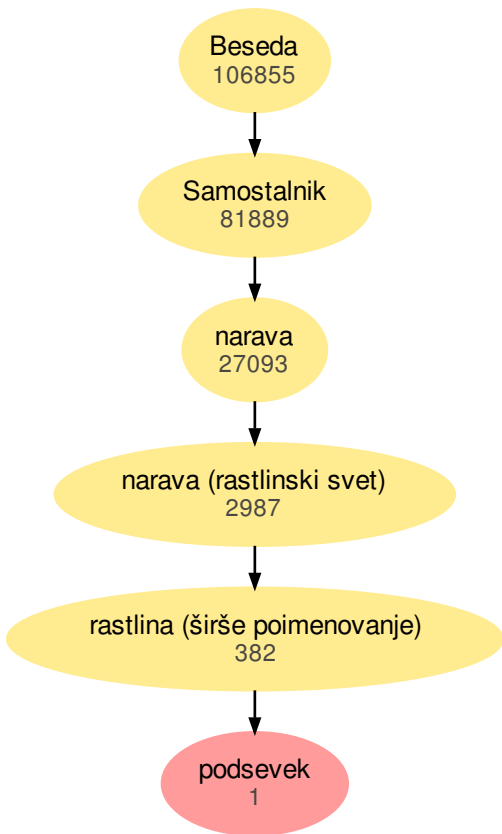 Beseda
106855
Samostalnik
81889
narava
27093
narava (rastlinski svet)
2987
rastlina (širše poimenovanje)
382
podsevek
1